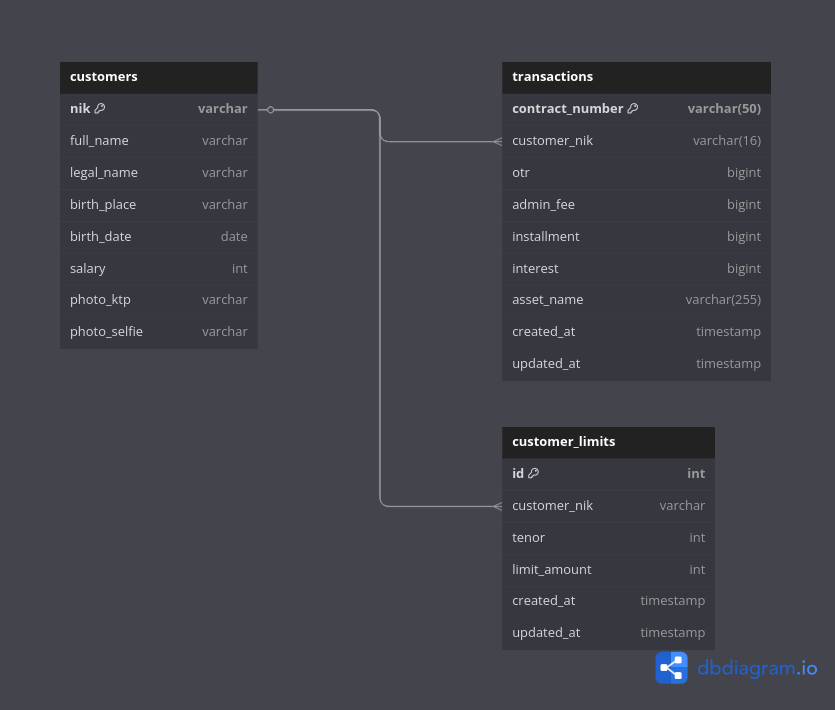 customers
nik varchar
full_name varchar
legal_name varchar
birth_place varchar
birth_date date
salary int
photo_ktp varchar
photo_selfie varchar
transactions
contract_number varchar(50)
customer_nik varchar(16)
otr bigint
admin_fee bigint
installment bigint
interest bigint
asset_name varchar(255)
created_at timestamp
updated_at timestamp
customer_limits
id int
customer_nik varchar
tenor int
limit_amount int
created_at timestamp
updated_at timestamp
dbdiagram.io